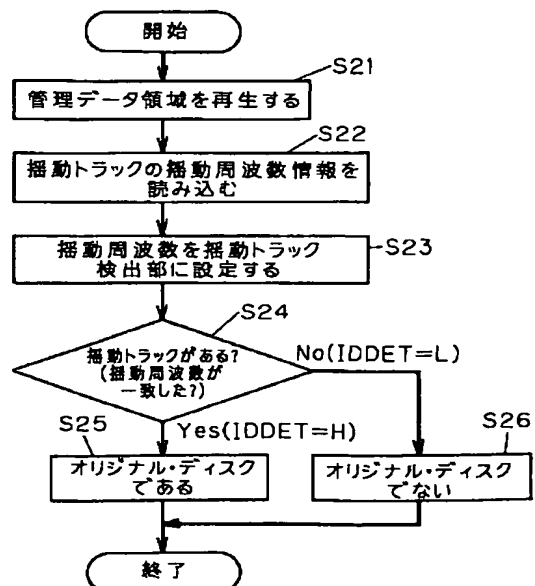 開始
S21
管理データ領域を再生する
S22
揺動トラックの揺動周波数情報を
読み込む
S23
揺動周波数を揺動トラック
検出部に設定する
S24
揺動トラックがある?
(揺動周波数が
一致した?)
No(IDDET=L)
Yes(IDDET=H)
S25
オリジナル・ディスク
である
S26
オリジナル・ディスク
でない
終了